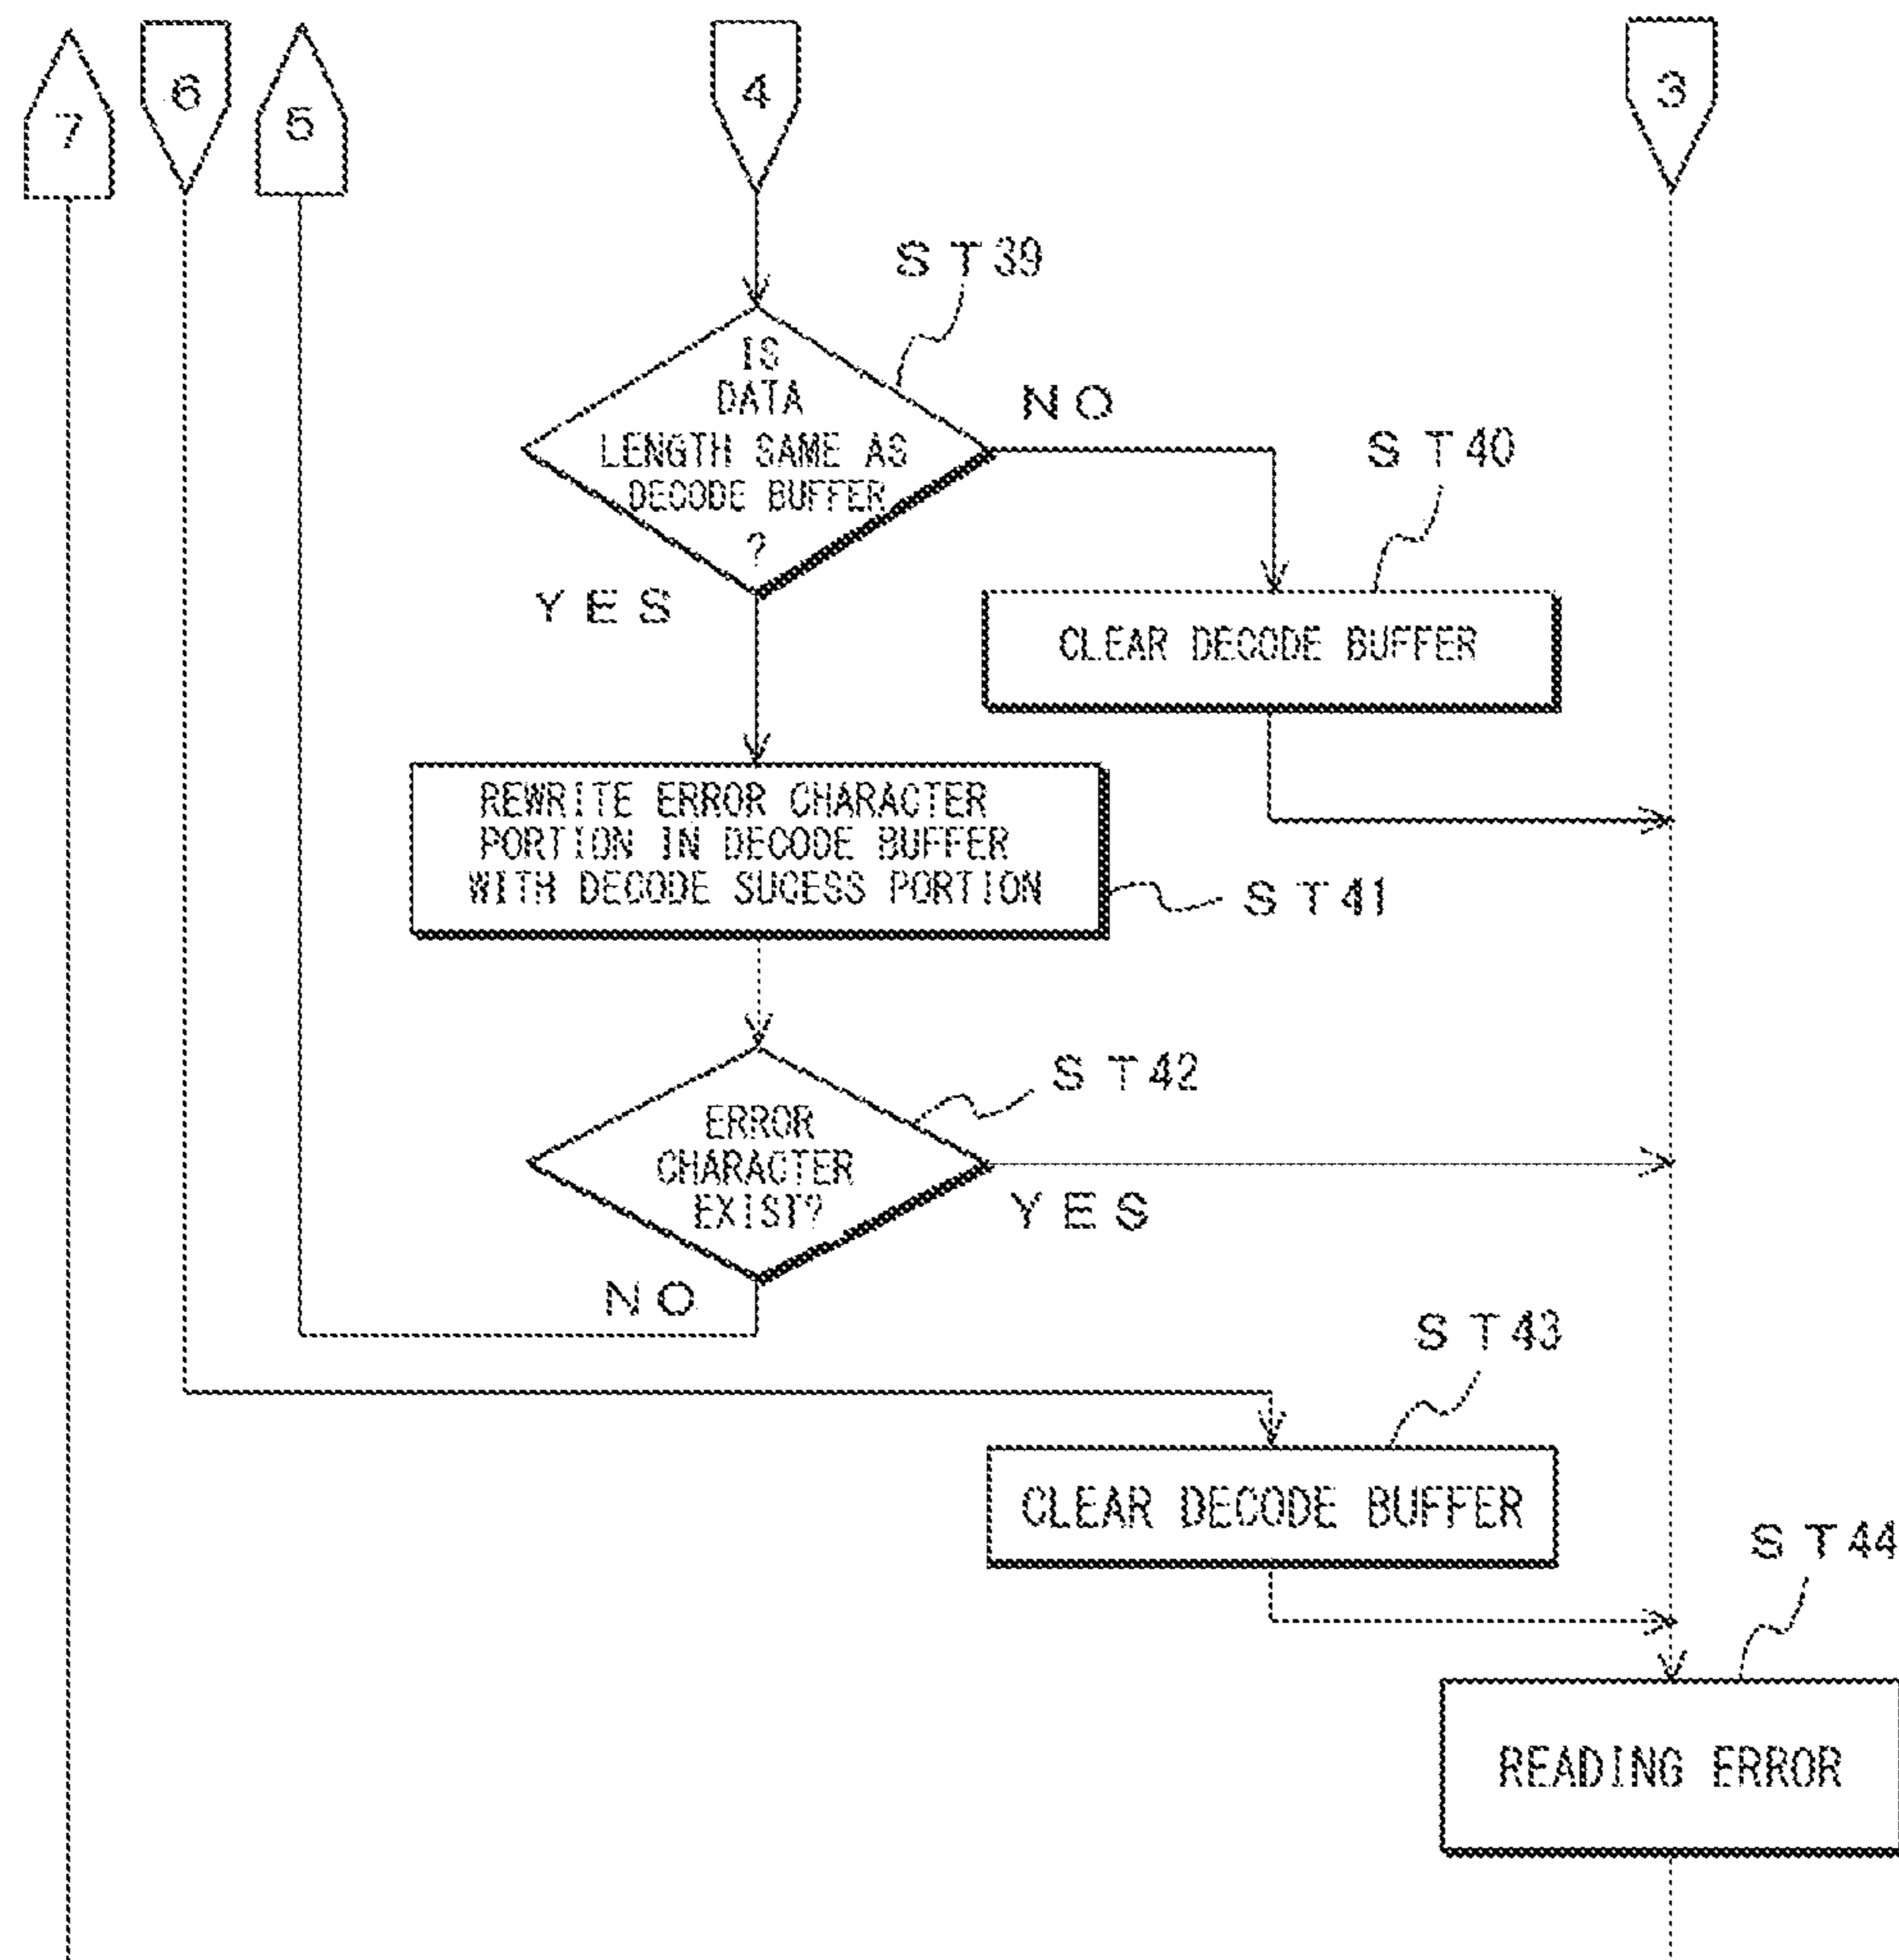 7
6
5
4
3
S T39
IS
DATA
LENGTH SAME AS
DECODE BUFFER
?
NO
YES
S T40
CLEAR DECODE BUFFER
REWRITE ERROR CHARACTER
PORTION IN DECODE BUFFER
WITH DECODE SUCESS PORTION
S T41
S T42
ERROR
CHARACTER
EXIST?
YES
NO
S T43
CLEAR DECODE BUFFER
S T44
READING ERROR